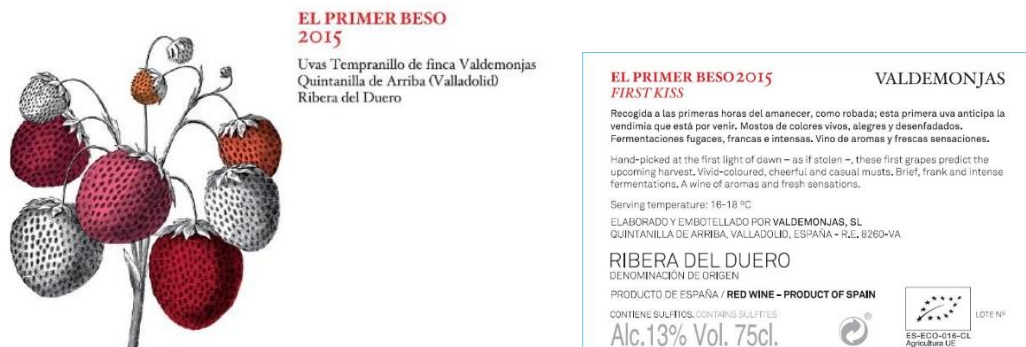 EL PRIMER BESO
2015
Uvas Tempranillo de finca Valdemonjas
Quintanilla de Arriba (Valladolid)
Ribera del Duero
EL PRIMER BESO 2015
FIRST KISS
VALDEMONJAS
Recogida a las primeras horas del amanecer, como robada; esta primera uva anticipa la
vendimia que está por venir. Mostos de colores vivos, alegres y desenfadados.
Fermentaciones fugaces, francas e intensas. Vino de aromas y frescas sensaciones.
Hand-picked at the first light of dawn – as if stolen –, these first grapes predict the
upcoming harvest. Vivid-coloured, cheerful and casual musts. Brief, frank and intense
fermentations. A wine of aromas and fresh sensations.
Serving temperature: 16-18 ºC
ELABORADO Y EMBOTELLADO POR VALDEMONJAS, SL
QUINTANILLA DE ARRIBA, VALLADOLID, ESPAÑA - R.E. 8260-VA
RIBERA DEL DUERO
DENOMINACIÓN DE ORIGEN
PRODUCTO DE ESPAÑA / RED WINE – PRODUCT OF SPAIN
CONTIENE SULFITOS. CONTAINS SULFITES
Alc.13% Vol. 75cl.
®
ES-ECO-016-CL
Agricultura UE
LOTE Nº